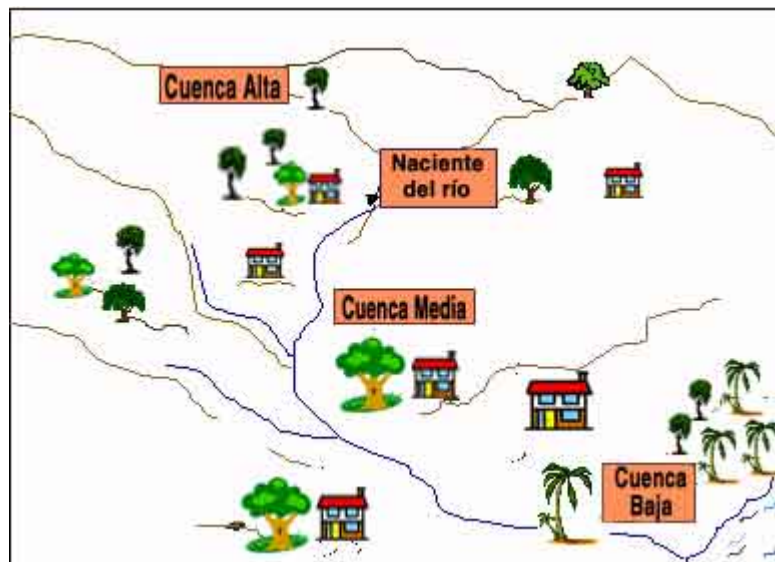 Cuenca Alta
Naciente
del río
Cuenca Media
Cuenca
Baja